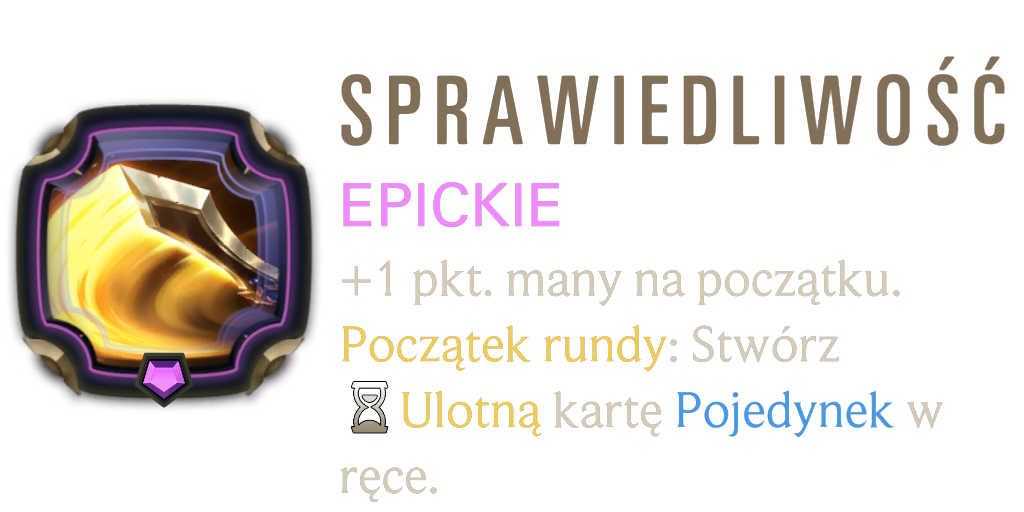 SPRAWIEDLIWOŚĆ
EPICKIE
+1 pkt. many na początku.
Początek rundy: Stwórz
Ulotną kartę Pojedynek w
ręce.